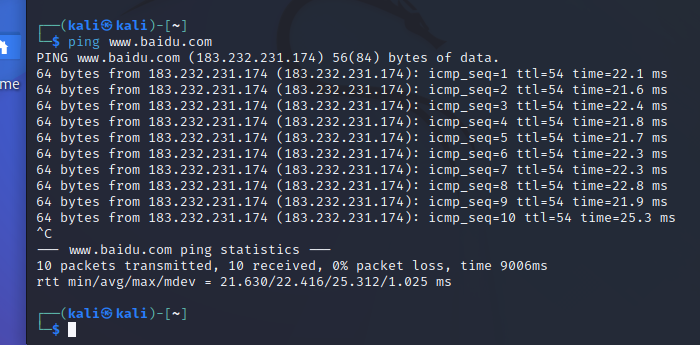 me
┌──(kali㉿kali)-[~]
└─$ ping www.baidu.com
PING www.baidu.com (183.232.231.174) 56(84) bytes of data.
64 bytes from 183.232.231.174 (183.232.231.174): icmp_seq=1 ttl=54 time=22.1 ms
64 bytes from 183.232.231.174 (183.232.231.174): icmp_seq=2 ttl=54 time=21.6 ms
64 bytes from 183.232.231.174 (183.232.231.174): icmp_seq=3 ttl=54 time=22.4 ms
64 bytes from 183.232.231.174 (183.232.231.174): icmp_seq=4 ttl=54 time=21.8 ms
64 bytes from 183.232.231.174 (183.232.231.174): icmp_seq=5 ttl=54 time=21.7 ms
64 bytes from 183.232.231.174 (183.232.231.174): icmp_seq=6 ttl=54 time=22.3 ms
64 bytes from 183.232.231.174 (183.232.231.174): icmp_seq=7 ttl=54 time=22.3 ms
64 bytes from 183.232.231.174 (183.232.231.174): icmp_seq=8 ttl=54 time=22.8 ms
64 bytes from 183.232.231.174 (183.232.231.174): icmp_seq=9 ttl=54 time=21.9 ms
64 bytes from 183.232.231.174 (183.232.231.174): icmp_seq=10 ttl=54 time=25.3 ms
^C
--- www.baidu.com ping statistics ---
10 packets transmitted, 10 received, 0% packet loss, time 9006ms
rtt min/avg/max/mdev = 21.630/22.416/25.312/1.025 ms
┌──(kali㉿kali)-[~]
└─$